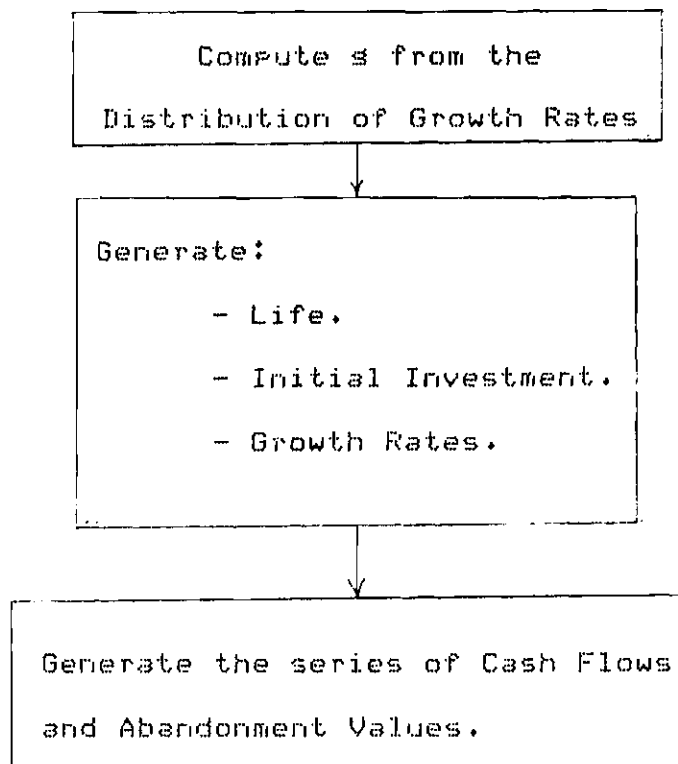 Compute g from the
Distribution of Growth Rates
Generate:
- Life.
- Initial Investment.
- Growth Rates.
Generate the series of Cash Flows
and Abandonment Values.